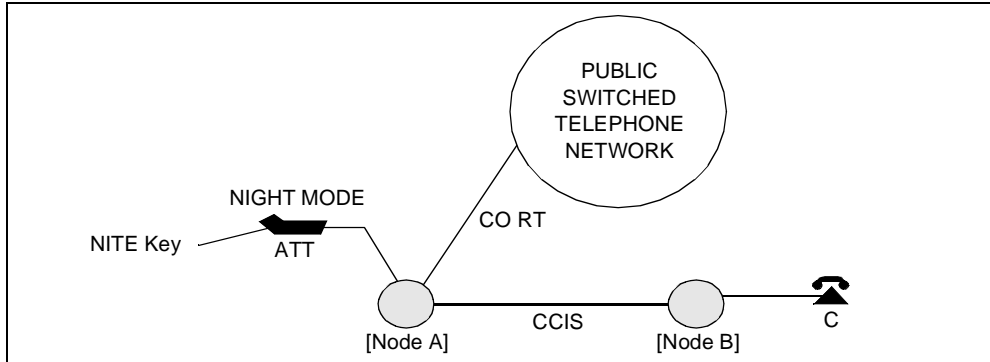 PUBLIC
SWITCHED
TELEPHONE
NETWORK
NIGHT MODE
CO RT
NITE Key
ATT
CCIS
C
[Node A]
[Node B]